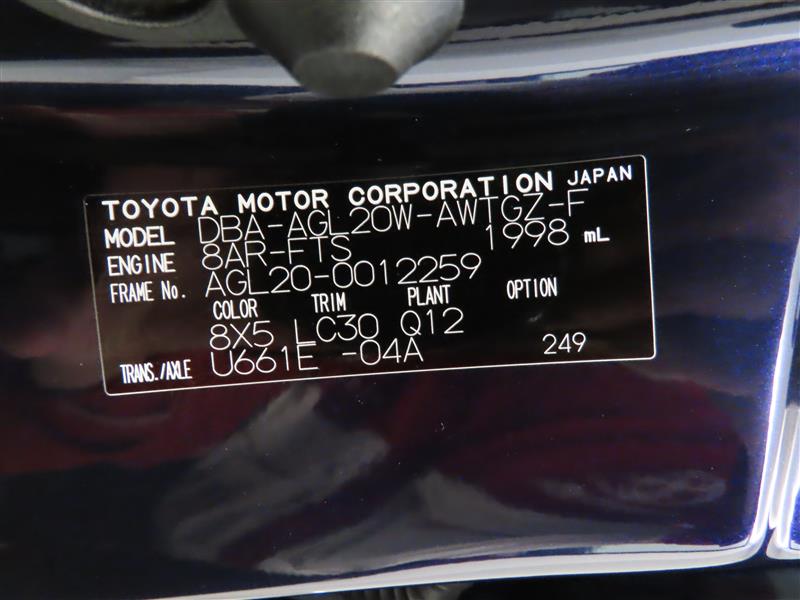 TOYOTA MOTOR CORPORATION JAPAN
MODEL DBA-AGL20W-AWTGZ-F
ENGINE 8AR-FTS 1998 mL
FRAME No. AGL20-0012259
COLOR TRIM PLANT OPTION
8X5 LC30 Q12
TRANS./AXLE U661E -04A 249